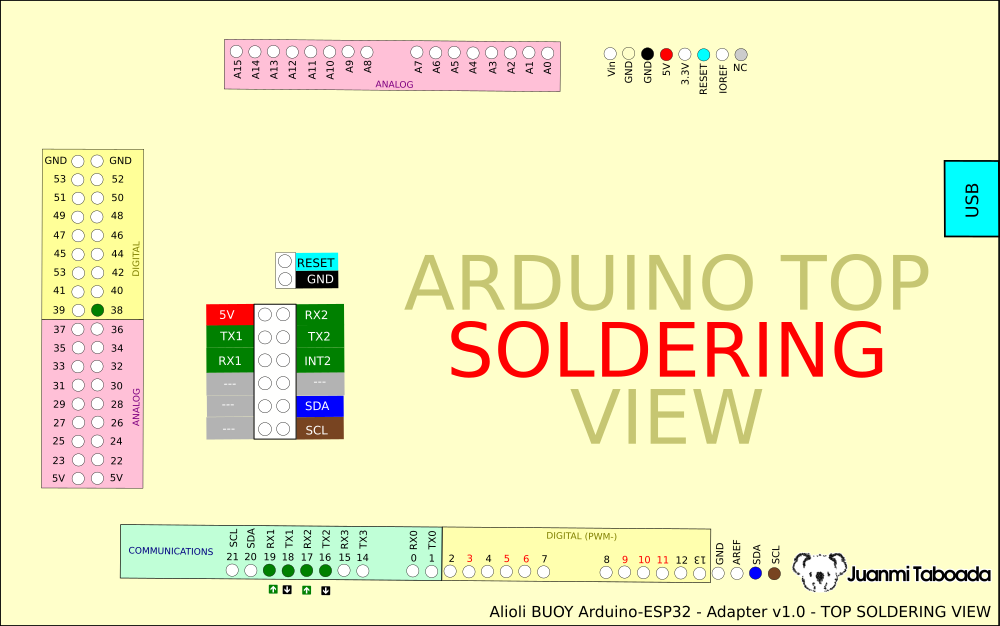 A15 A14 A13 A12 A11 A10 A9 A8 A7 A6 A5 A4 A3 A2 A1 A0
ANALOG
Vin GND GND 5V 3.3V RESET IOREF NC
USB
GND GND
53 52
51 50
49 48
47 46
45 44
53 42
41 40
39 38
DIGITAL
37 36
35 34
33 32
31 30
29 28
27 26
25 24
23 22
5V 5V
ANALOG
RESET
GND
5V RX2
TX1 TX2
RX1 INT2
--- ---
--- SDA
--- SCL
ARDUINO TOP
SOLDERING
VIEW
COMMUNICATIONS
SCL SDA RX1 TX1 RX2 TX2 RX3 TX3 RX0 TX0
21 20 19 18 17 16 15 14 0 1
DIGITAL (PWM-)
2 3 4 5 6 7 8 9 10 11 12 13
GND AREF SDA SCL
Juanmi Taboada
Alioli BUOY Arduino-ESP32 - Adapter v1.0 - TOP SOLDERING VIEW